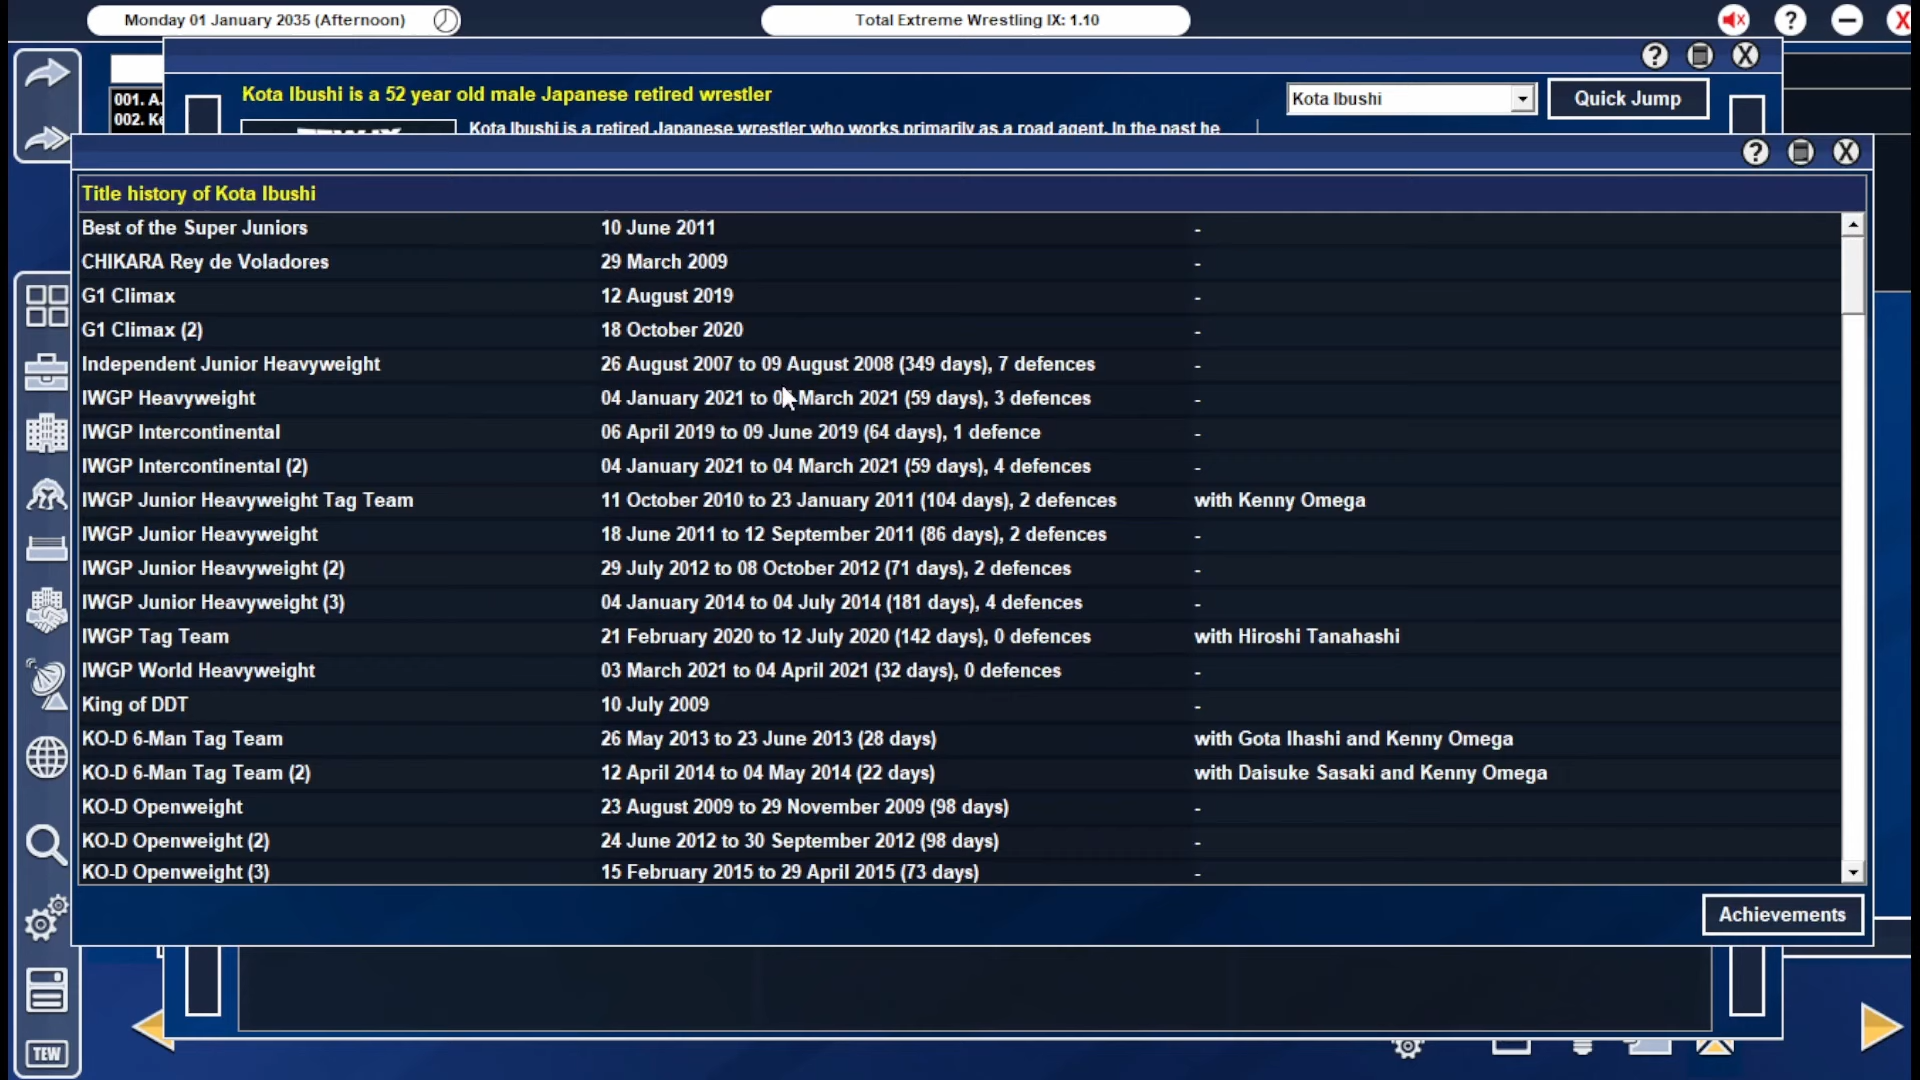 Monday 01 January 2035 (Afternoon)
Total Extreme Wrestling IX: 1.10
Kota Ibushi is a 52 year old male Japanese retired wrestler
Kota Ibushi
Quick Jump
001. A.
002. Ke
Kota Ibushi is a retired Japanese wrestler who works primarily as a road agent. In the past he
Title history of Kota Ibushi
Best of the Super Juniors 10 June 2011 -
CHIKARA Rey de Voladores 29 March 2009 -
G1 Climax 12 August 2019 -
G1 Climax (2) 18 October 2020 -
Independent Junior Heavyweight 26 August 2007 to 09 August 2008 (349 days), 7 defences -
IWGP Heavyweight 04 January 2021 to March 2021 (59 days), 3 defences -
IWGP Intercontinental 06 April 2019 to 09 June 2019 (64 days), 1 defence -
IWGP Intercontinental (2) 04 January 2021 to 04 March 2021 (59 days), 4 defences -
IWGP Junior Heavyweight Tag Team 11 October 2010 to 23 January 2011 (104 days), 2 defences with Kenny Omega
IWGP Junior Heavyweight 18 June 2011 to 12 September 2011 (86 days), 2 defences -
IWGP Junior Heavyweight (2) 29 July 2012 to 08 October 2012 (71 days), 2 defences -
IWGP Junior Heavyweight (3) 04 January 2014 to 04 July 2014 (181 days), 4 defences -
IWGP Tag Team 21 February 2020 to 12 July 2020 (142 days), 0 defences with Hiroshi Tanahashi
IWGP World Heavyweight 03 March 2021 to 04 April 2021 (32 days), 0 defences -
King of DDT 10 July 2009 -
KO-D 6-Man Tag Team 26 May 2013 to 23 June 2013 (28 days) with Gota Ihashi and Kenny Omega
KO-D 6-Man Tag Team (2) 12 April 2014 to 04 May 2014 (22 days) with Daisuke Sasaki and Kenny Omega
KO-D Openweight 23 August 2009 to 29 November 2009 (98 days) -
KO-D Openweight (2) 24 June 2012 to 30 September 2012 (98 days) -
KO-D Openweight (3) 15 February 2015 to 29 April 2015 (73 days) -
Achievements
TEW